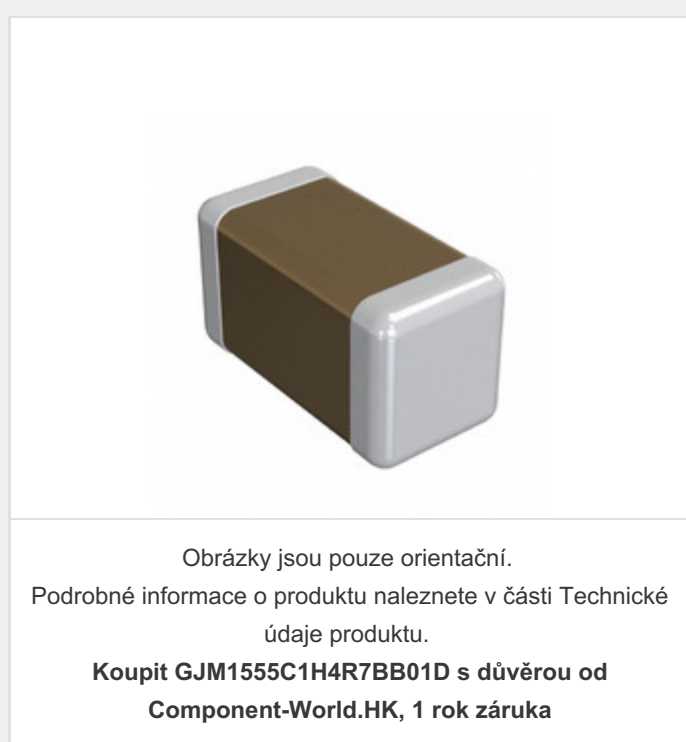 Obrázky jsou pouze orientační.
Podrobné informace o produktu naleznete v části Technické
údaje produktu.
Koupit GJM1555C1H4R7BB01D s důvěrou od
Component-World.HK, 1 rok záruka